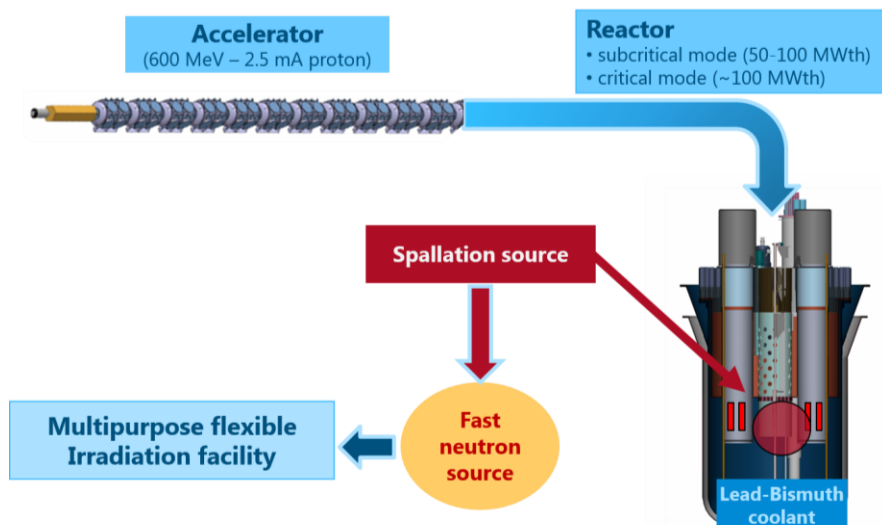 Accelerator
(600 MeV – 2.5 mA proton)
Reactor
• subcritical mode (50-100 MWth)
• critical mode (~100 MWth)
Spallation source
Fast
neutron
source
Multipurpose flexible
Irradiation facility
Lead-Bismuth
coolant